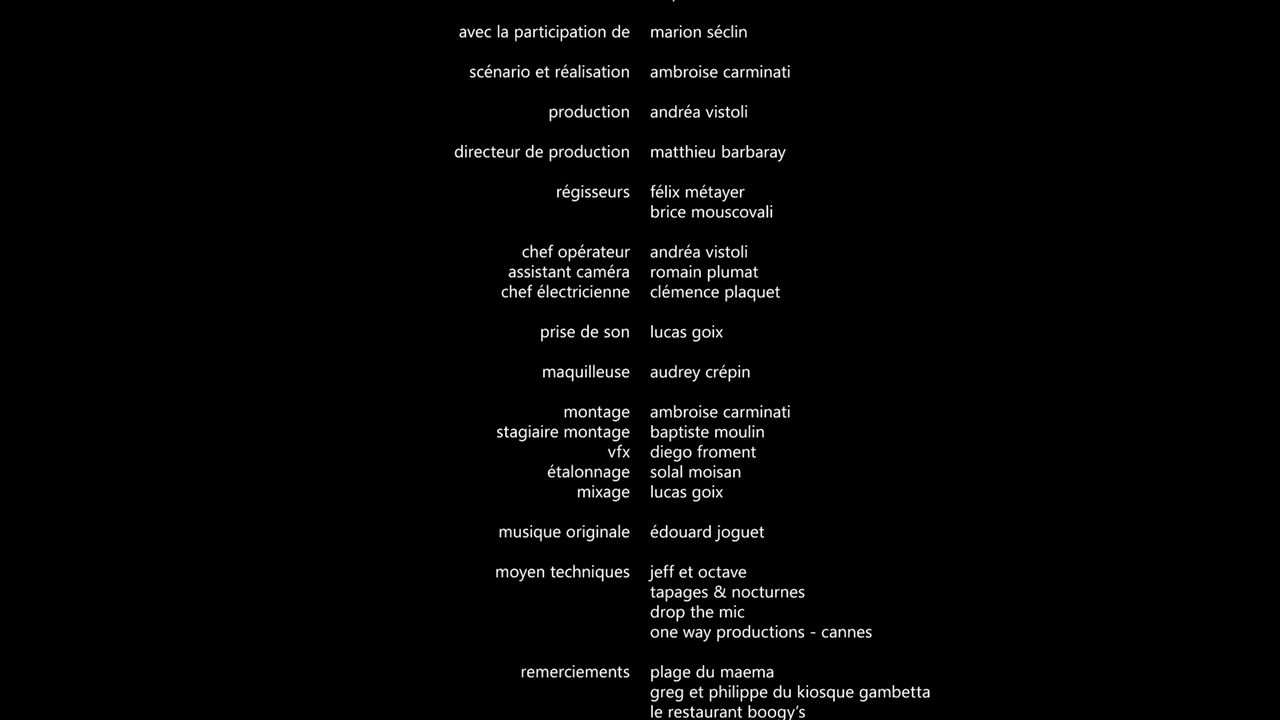 avec la participation de marion séclin
scénario et réalisation ambroise carminati
production andréa vistoli
directeur de production matthieu barbaray
régisseurs félix métayer
brice mouscovali
chef opérateur andréa vistoli
assistant caméra romain plumat
chef électricienne clémence plaquet
prise de son lucas goix
maquilleuse audrey crépin
montage ambroise carminati
stagiaire montage baptiste moulin
vfx diego froment
étalonnage solal moisan
mixage lucas goix
musique originale édouard joguet
moyen techniques jeff et octave
tapages & nocturnes
drop the mic
one way productions - cannes
remerciements plage du maema
greg et philippe du kiosque gambetta
le restaurant boogy's